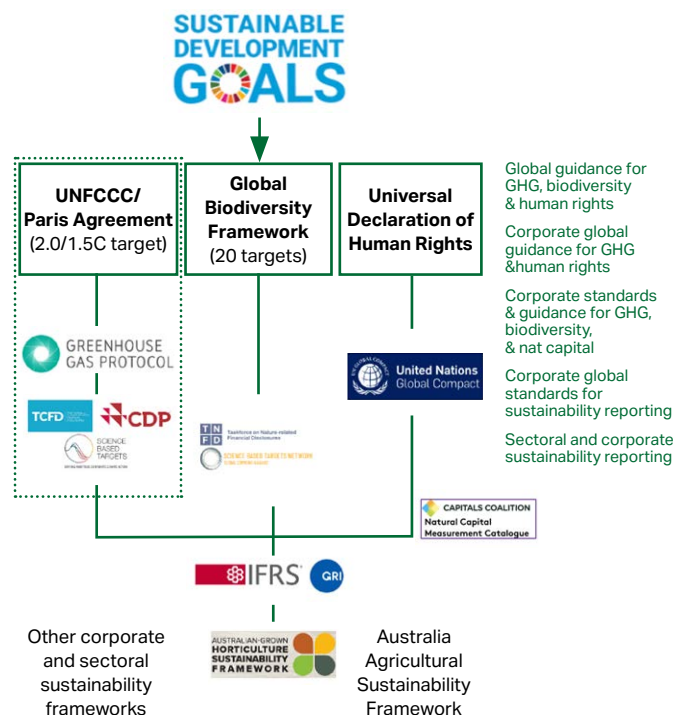 SUSTAINABLE
DEVELOPMENT
GOALS
UNFCCC/
Paris Agreement
(2.0/1.5C target)
Global
Biodiversity
Framework
(20 targets)
Universal
Declaration of
Human Rights
Global guidance for
GHG, biodiversity
& human rights
Corporate global
guidance for GHG
&human rights
Corporate standards
& guidance for GHG,
biodiversity,
& nat capital
Corporate global
standards for
sustainability reporting
Sectoral and corporate
sustainability reporting
GREENHOUSE
GAS PROTOCOL
United Nations
Global Compact
TCFD
CDP
SCIENCE
BASED
TARGETS
TNFD
Taskforce on Nature-related
Financial Disclosures
SCIENCE BASED TARGETS NETWORK
CAPITALS COALITION
Natural Capital
Measurement Catalogue
IFRS
GRI
AUSTRALIAN-GROWN
HORTICULTURE
SUSTAINABILITY
FRAMEWORK
Other corporate
and sectoral
sustainability
frameworks
Australia
Agricultural
Sustainability
Framework